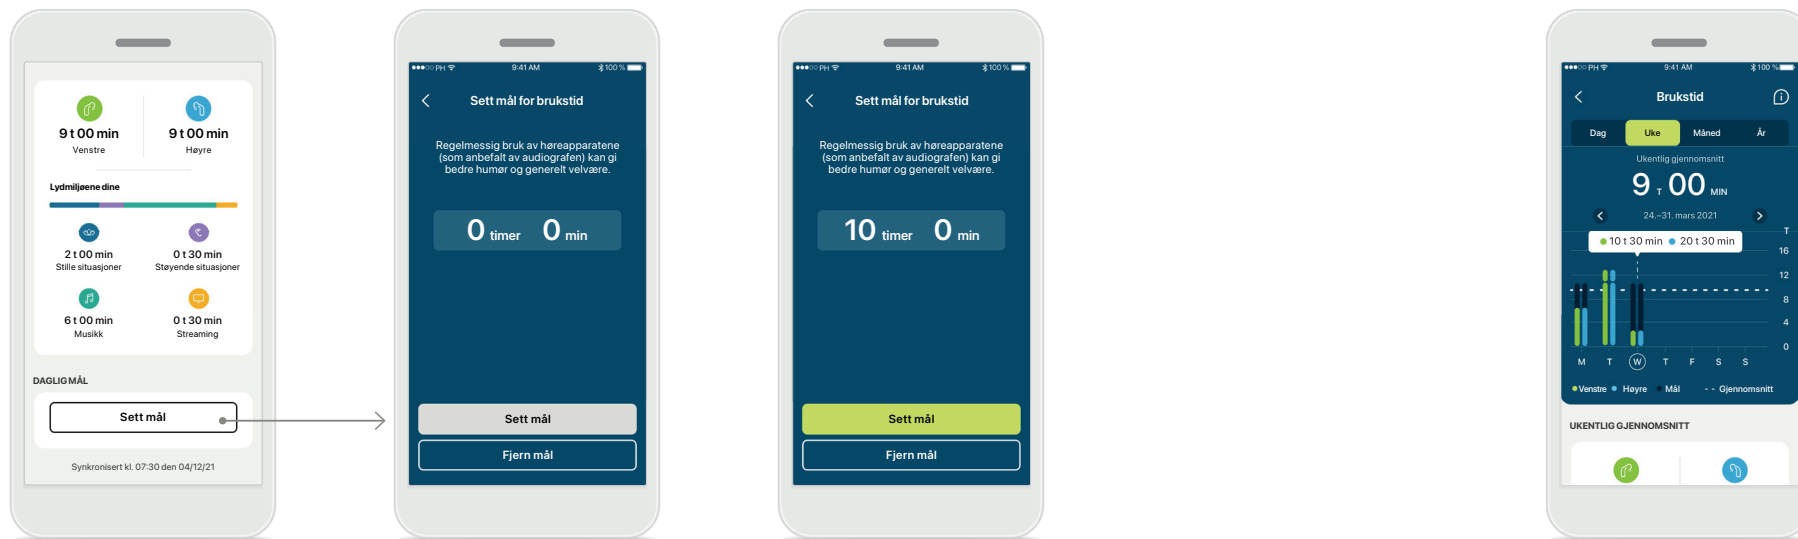 9 t 00 min
9 t 00 min
Venstre
Høyre
Lydmiljøene dine
2 t 00 min
0 t 30 min
Stille situasjoner
Støyende situasjoner
6 t 00 min
0 t 30 min
Musikk
Streaming
DAGLIG MÅL
Sett mål
Synkronisert kl. 07:30 den 04/12/21
PH
9:41 AM
100 %
Sett mål for brukstid
Regelmessig bruk av høreapparatene
(som anbefalt av audiografen) kan gi
bedre humør og generelt velvære.
0 timer 0 min
Sett mål
Fjern mål
PH
9:41 AM
100 %
Sett mål for brukstid
Regelmessig bruk av høreapparatene
(som anbefalt av audiografen) kan gi
bedre humør og generelt velvære.
10 timer 0 min
Sett mål
Fjern mål
PH
9:41 AM
100 %
Brukstid
Dag Uke Måned År
Ukentlig gjennomsnitt
9 T 00 MIN
24.–31. mars 2021
T
10 t 30 min 20 t 30 min
16
12
8
4
0
M T W T F S S
Venstre Høyre Mål -- Gjennomsnitt
UKENTLIG GJENNOMSNITT